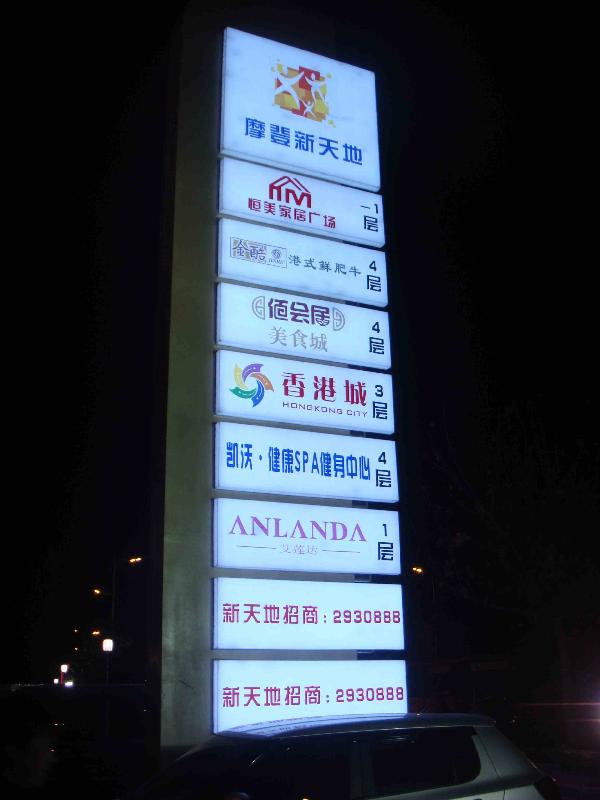 摩登新天地
恒美家居广场
-1层
金酷 港式鲜肥牛
4层
佰会居
美食城
4层
香港城
HONGKONG CITY
3层
凯沃·健康SPA健身中心
4层
ANLANDA
艾莲达
1层
新天地招商:2930888
新天地招商:2930888